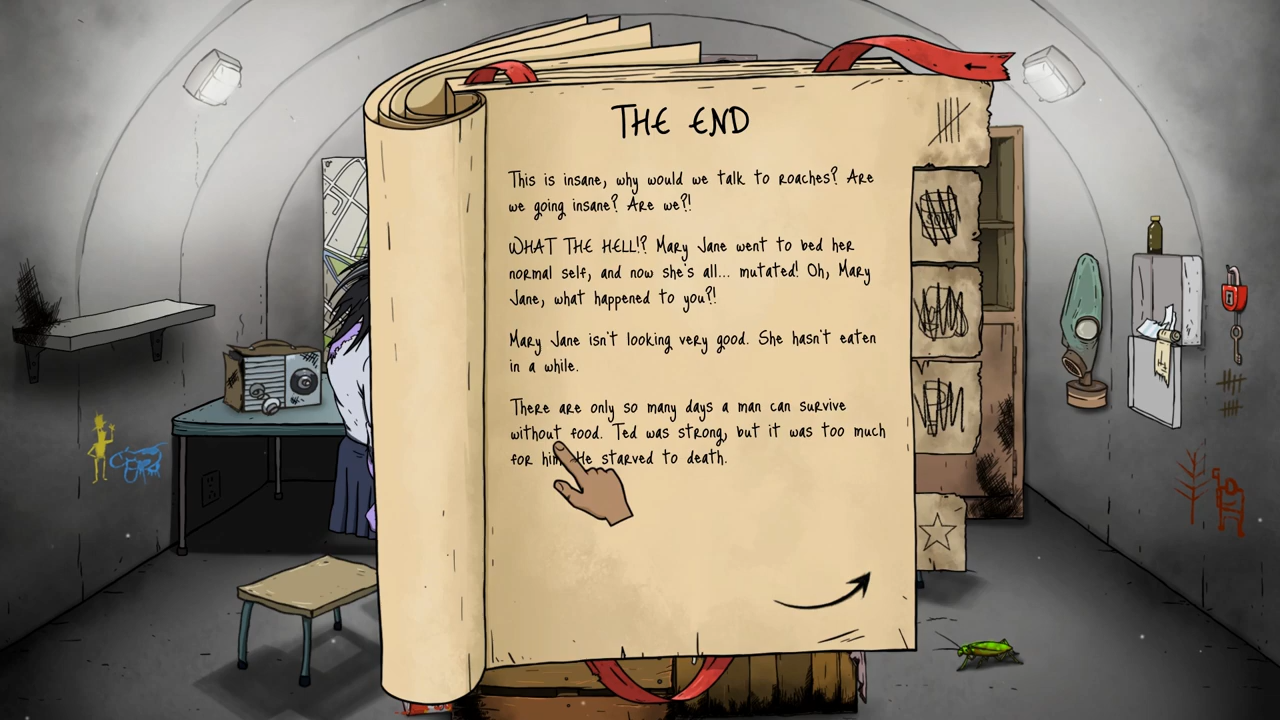 THE END
This is insane, why would we talk to roaches? Are
we going insane? Are we?!
WHAT THE HELL!? Mary Jane went to bed her
normal self, and now she's all... mutated! Oh, Mary
Jane, what happened to you?!
Mary Jane isn't looking very good. She hasn't eaten
in a while.
There are only so many days a man can survive
without food. Ted was strong, but it was too much
for him. He starved to death.